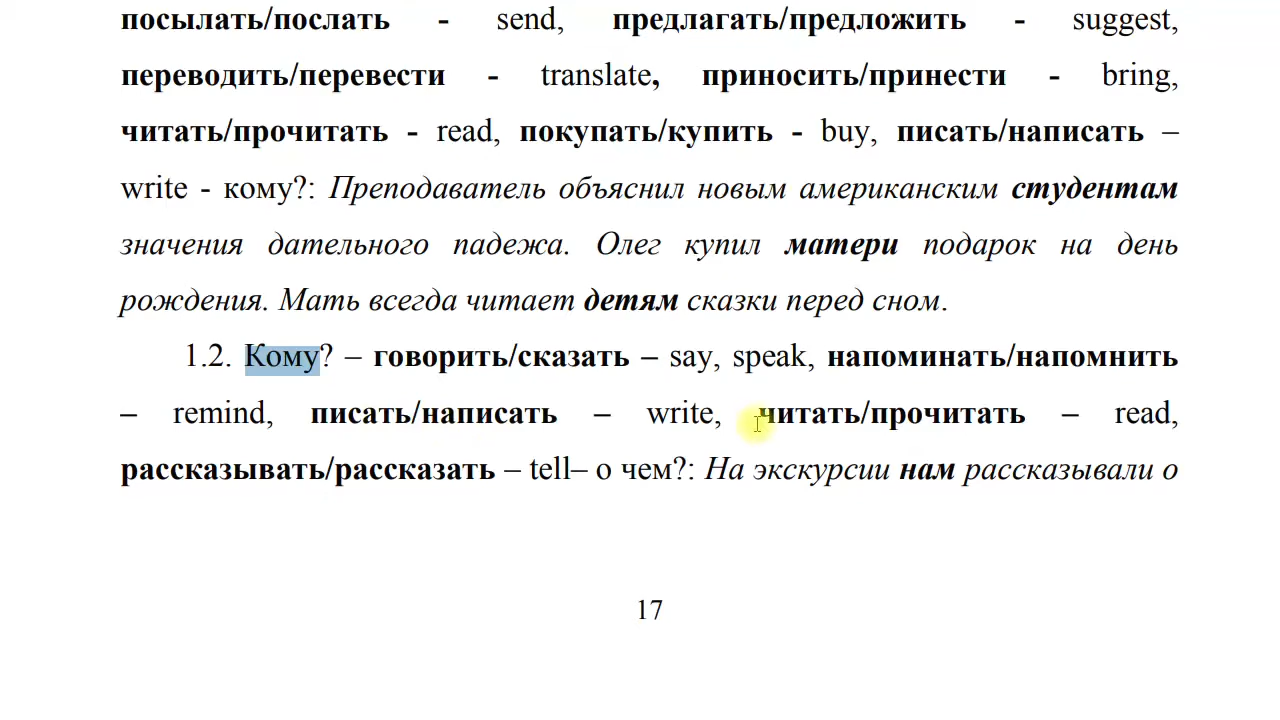 посылать/послать - send, предлагать/предложить - suggest,
переводить/перевести - translate, приносить/принести - bring,
читать/прочитать - read, покупать/купить - buy, писать/написать –
write - кому?: Преподаватель объяснил новым американским студентам
значения дательного падежа. Олег купил матери подарок на день
рождения. Мать всегда читает детям сказки перед сном.
1.2. Кому? – говорить/сказать – say, speak, напоминать/напомнить
– remind, писать/написать – write, читать/прочитать – read,
рассказывать/рассказать – tell– о чем?: На экскурсии нам рассказывали о
17